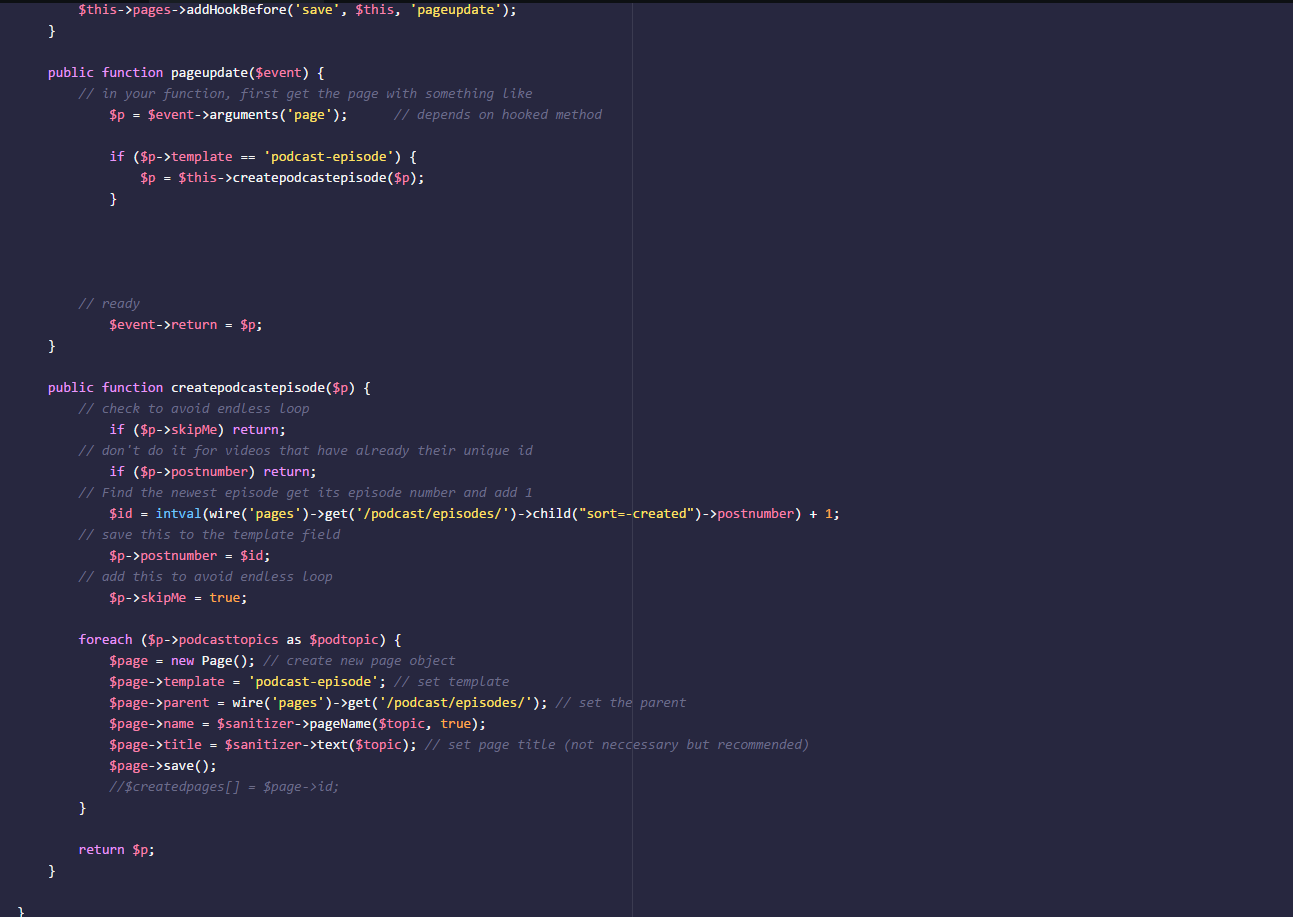 $this->pages->addHookBefore('save', $this, 'pageupdate');
}
public function pageupdate($event) {
// in your function, first get the page with something like
$p = $event->arguments('page');      // depends on hooked method
if ($p->template == 'podcast-episode') {
$p = $this->createpodcastepisode($p);
}
// ready
$event->return = $p;
}
public function createpodcastepisode($p) {
// check to avoid endless loop
if ($p->skipMe) return;
// don't do it for videos that have already their unique id
if ($p->postnumber) return;
// Find the newest episode get its episode number and add 1
$id = intval(wire('pages')->get('/podcast/episodes/')->child("sort=-created")->postnumber) + 1;
// save this to the template field
$p->postnumber = $id;
// add this to avoid endless loop
$p->skipMe = true;
foreach ($p->podcasttopics as $podtopic) {
$page = new Page(); // create new page object
$page->template = 'podcast-episode'; // set template
$page->parent = wire('pages')->get('/podcast/episodes/'); // set the parent
$page->name = $sanitizer->pageName($topic, true);
$page->title = $sanitizer->text($topic); // set page title (not neccessary but recommended)
$page->save();
//$createdpages[] = $page->id;
}
return $p;
}
}